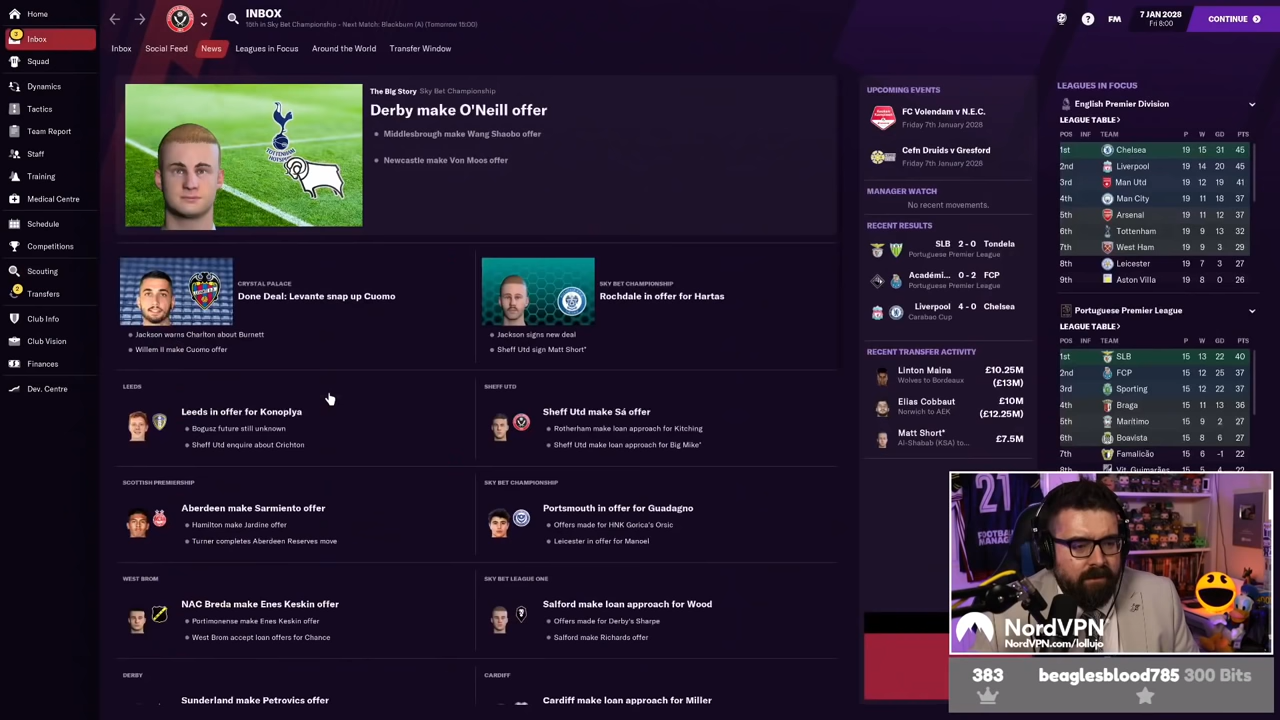 Home
3
Inbox
Squad
Dynamics
Tactics
Team Report
Staff
Training
Medical Centre
Schedule
Competitions
Scouting
2
Transfers
Club Info
Club Vision
Finances
Dev. Centre
INBOX
15th in Sky Bet Championship - Next Match: Blackburn (A) (Tomorrow 15:00)
FM
7 JAN 2028
Fri 8:00
CONTINUE
Inbox
Social Feed
News
Leagues in Focus
Around the World
Transfer Window
The Big Story Sky Bet Championship
Derby make O'Neill offer
Middlesbrough make Wang Shaobo offer
Newcastle make Von Moos offer
CRYSTAL PALACE
Done Deal: Levante snap up Cuomo
Jackson warns Charlton about Burnett
Willem II make Cuomo offer
SKY BET CHAMPIONSHIP
Rochdale in offer for Hartas
Jackson signs new deal
Sheff Utd sign Matt Short*
LEEDS
Leeds in offer for Konoplya
Bogusz future still unknown
Sheff Utd enquire about Crichton
SHEFF UTD
Sheff Utd make Sá offer
Rotherham make loan approach for Kitching
Sheff Utd make loan approach for Big Mike*
SCOTTISH PREMIERSHIP
Aberdeen make Sarmiento offer
Hamilton make Jardine offer
Turner completes Aberdeen Reserves move
SKY BET CHAMPIONSHIP
Portsmouth in offer for Guadagno
Offers made for HNK Gorica's Orsic
Leicester in offer for Manoel
WEST BROM
NAC Breda make Enes Keskin offer
Portimonense make Enes Keskin offer
West Brom accept loan offers for Chance
SKY BET LEAGUE ONE
Salford make loan approach for Wood
Offers made for Derby's Sharpe
Salford make Richards offer
DERBY
Sunderland make Petrovics offer
CARDIFF
Cardiff make loan approach for Miller
UPCOMING EVENTS
FC Volendam v N.E.C.
Friday 7th January 2028
Cefn Druids v Gresford
Friday 7th January 2028
MANAGER WATCH
No recent movements.
RECENT RESULTS
SLB 2 - 0 Tondela
Portuguese Premier League
Académi... 0 - 2 FCP
Portuguese Premier League
Liverpool 4 - 0 Chelsea
Carabao Cup
RECENT TRANSFER ACTIVITY
Linton Maina £10.25M
Wolves to Bordeaux (£13M)
Elias Cobbaut £10M
Norwich to AEK (£12.25M)
Matt Short* £7.5M
Al-Shabab (KSA) to...
LEAGUES IN FOCUS
English Premier Division
LEAGUE TABLE>
POS INF TEAM P W GD PTS
1st Chelsea 19 15 31 45
2nd Liverpool 19 14 20 45
3rd Man Utd 19 12 19 41
4th Man City 19 11 18 37
5th Arsenal 19 11 12 37
6th Tottenham 19 9 13 32
7th West Ham 19 9 3 29
8th Leicester 19 7 3 27
9th Aston Villa 19 8 0 26
Portuguese Premier League
LEAGUE TABLE>
POS INF TEAM P W GD PTS
1st SLB 15 13 22 40
2nd FCP 15 12 25 37
3rd Sporting 15 12 22 37
4th Braga 15 11 13 36
5th Marítimo 15 9 2 27
6th Boavista 15 8 6 27
7th Famalicão 15 6 -1 22
8th Vit. Guimarães 15 5 4 22
NordVPN
NordVPN.com/lollujo
383
beaglesblood785 300 Bits